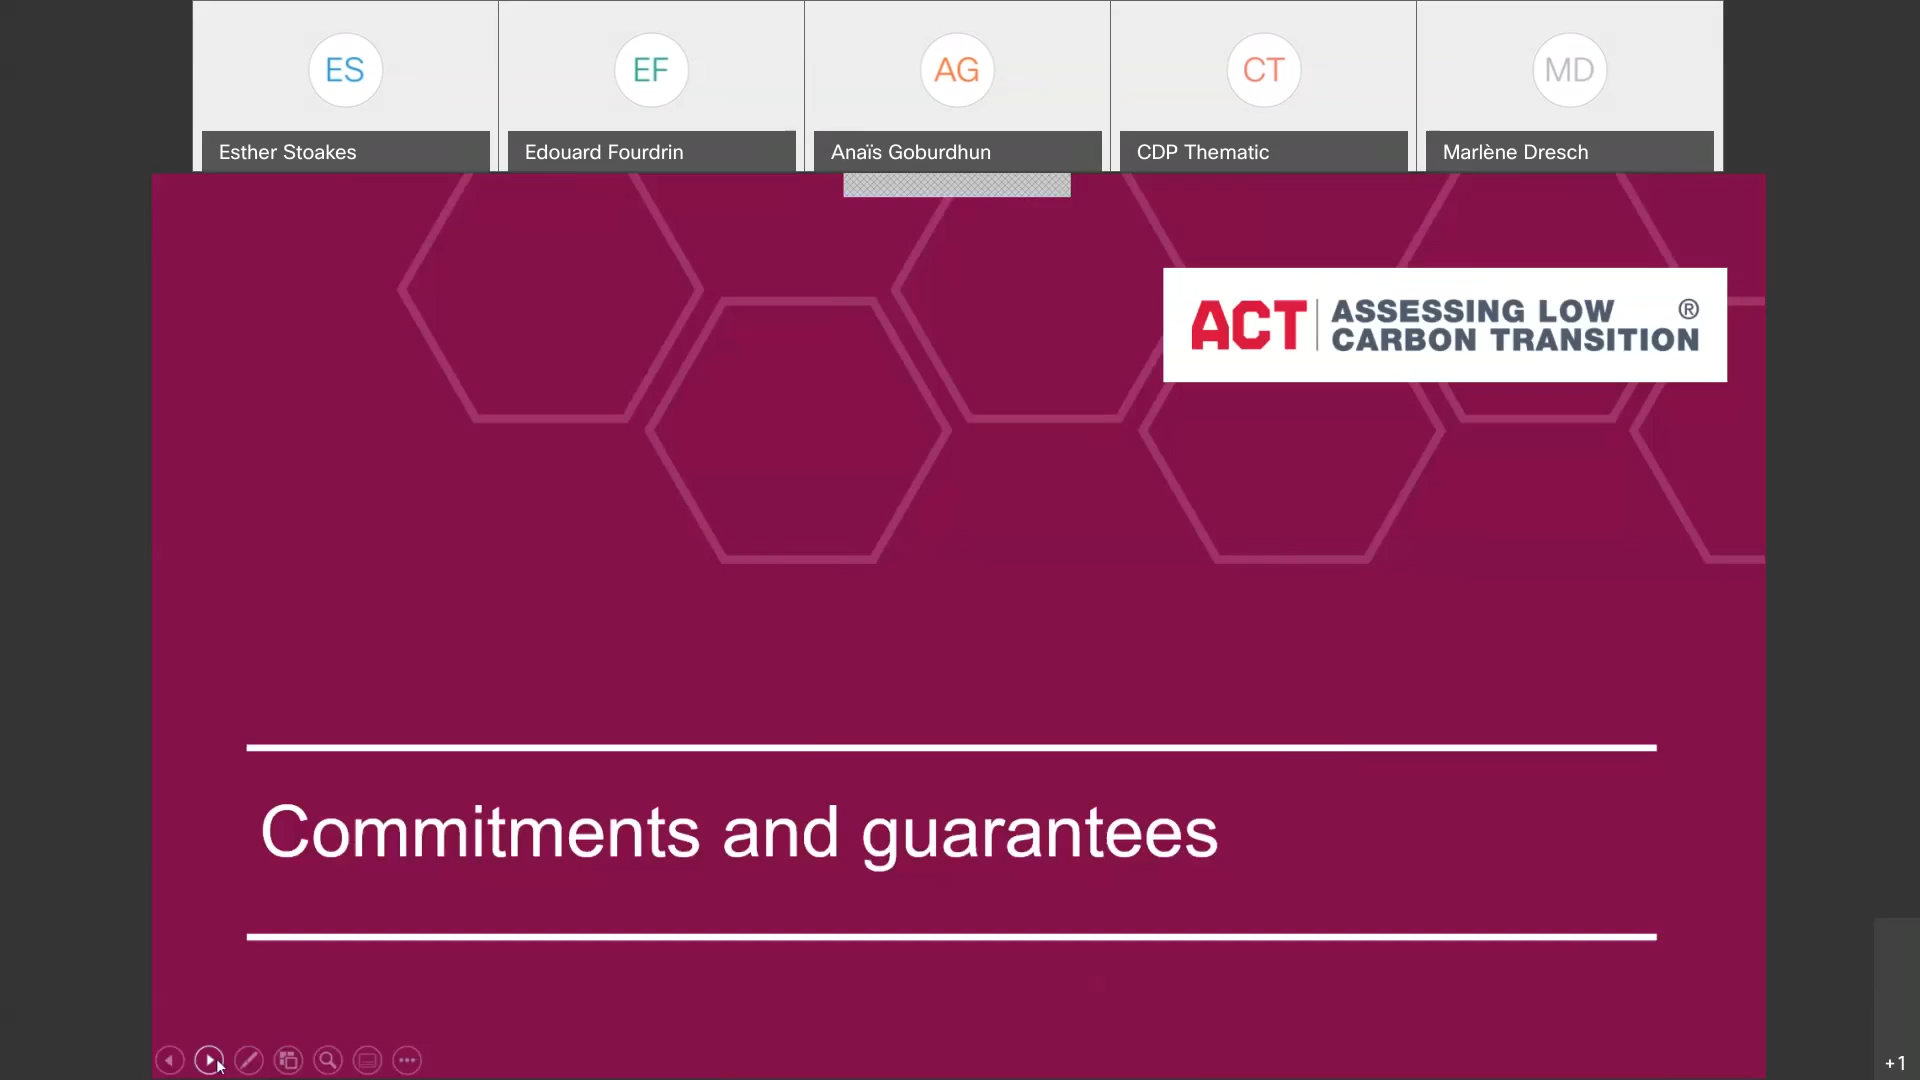 ES
EF
AG
CT
MD
Esther Stoakes
Edouard Fourdrin
Anaïs Goburdhun
CDP Thematic
Marlène Dresch
ACT ASSESSING LOW ®
CARBON TRANSITION
Commitments and guarantees
+1